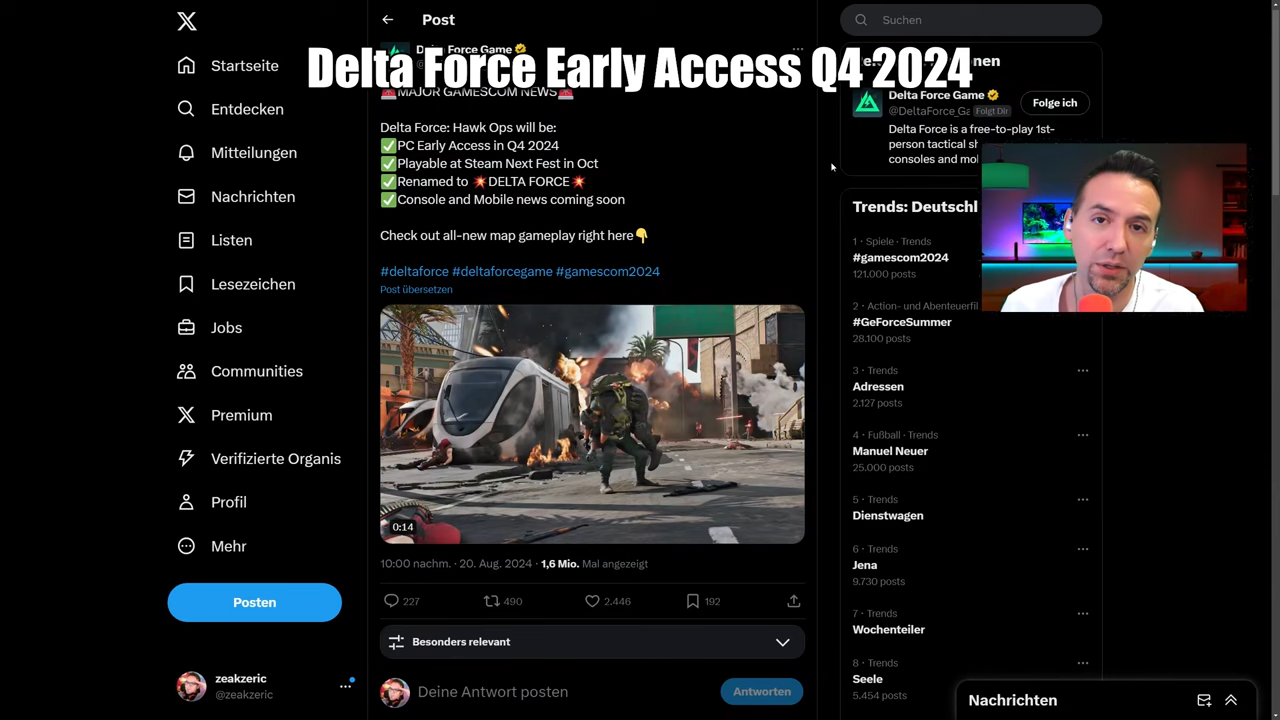 Post
Suchen
Startseite
Entdecken
Mitteilungen
Nachrichten
Listen
Lesezeichen
Jobs
Communities
Premium
Verifizierte Organis
Profil
Mehr
Posten
zeakzeric
@zeakzeric
Delta Force Early Access Q4 2024
Delta Force Game
🚨MAJOR GAMESCOM NEWS🚨
Delta Force: Hawk Ops will be:
✅PC Early Access in Q4 2024
✅Playable at Steam Next Fest in Oct
✅Renamed to 💥DELTA FORCE💥
✅Console and Mobile news coming soon
Check out all-new map gameplay right here👇
#deltaforce #deltaforcegame #gamescom2024
Post übersetzen
0:14
10:00 nachm. · 20. Aug. 2024 · 1,6 Mio. Mal angezeigt
227 490 2.446 192
Besonders relevant
Deine Antwort posten
Antworten
Delta Force Game
@DeltaForce_Ga Folgt Dir
Folge ich
Delta Force is a free-to-play 1st-
person tactical sh
consoles and mob
Trends: Deutschl
1 · Spiele · Trends
#gamescom2024
121.000 posts
2 · Action- und Abenteuerfil
#GeForceSummer
28.100 posts
3 · Trends
Adressen
2.127 posts
4 · Fußball · Trends
Manuel Neuer
25.000 posts
5 · Trends
Dienstwagen
6 · Trends
Jena
9.730 posts
7 · Trends
Wochenteiler
8 · Trends
Seele
5.454 posts
Nachrichten